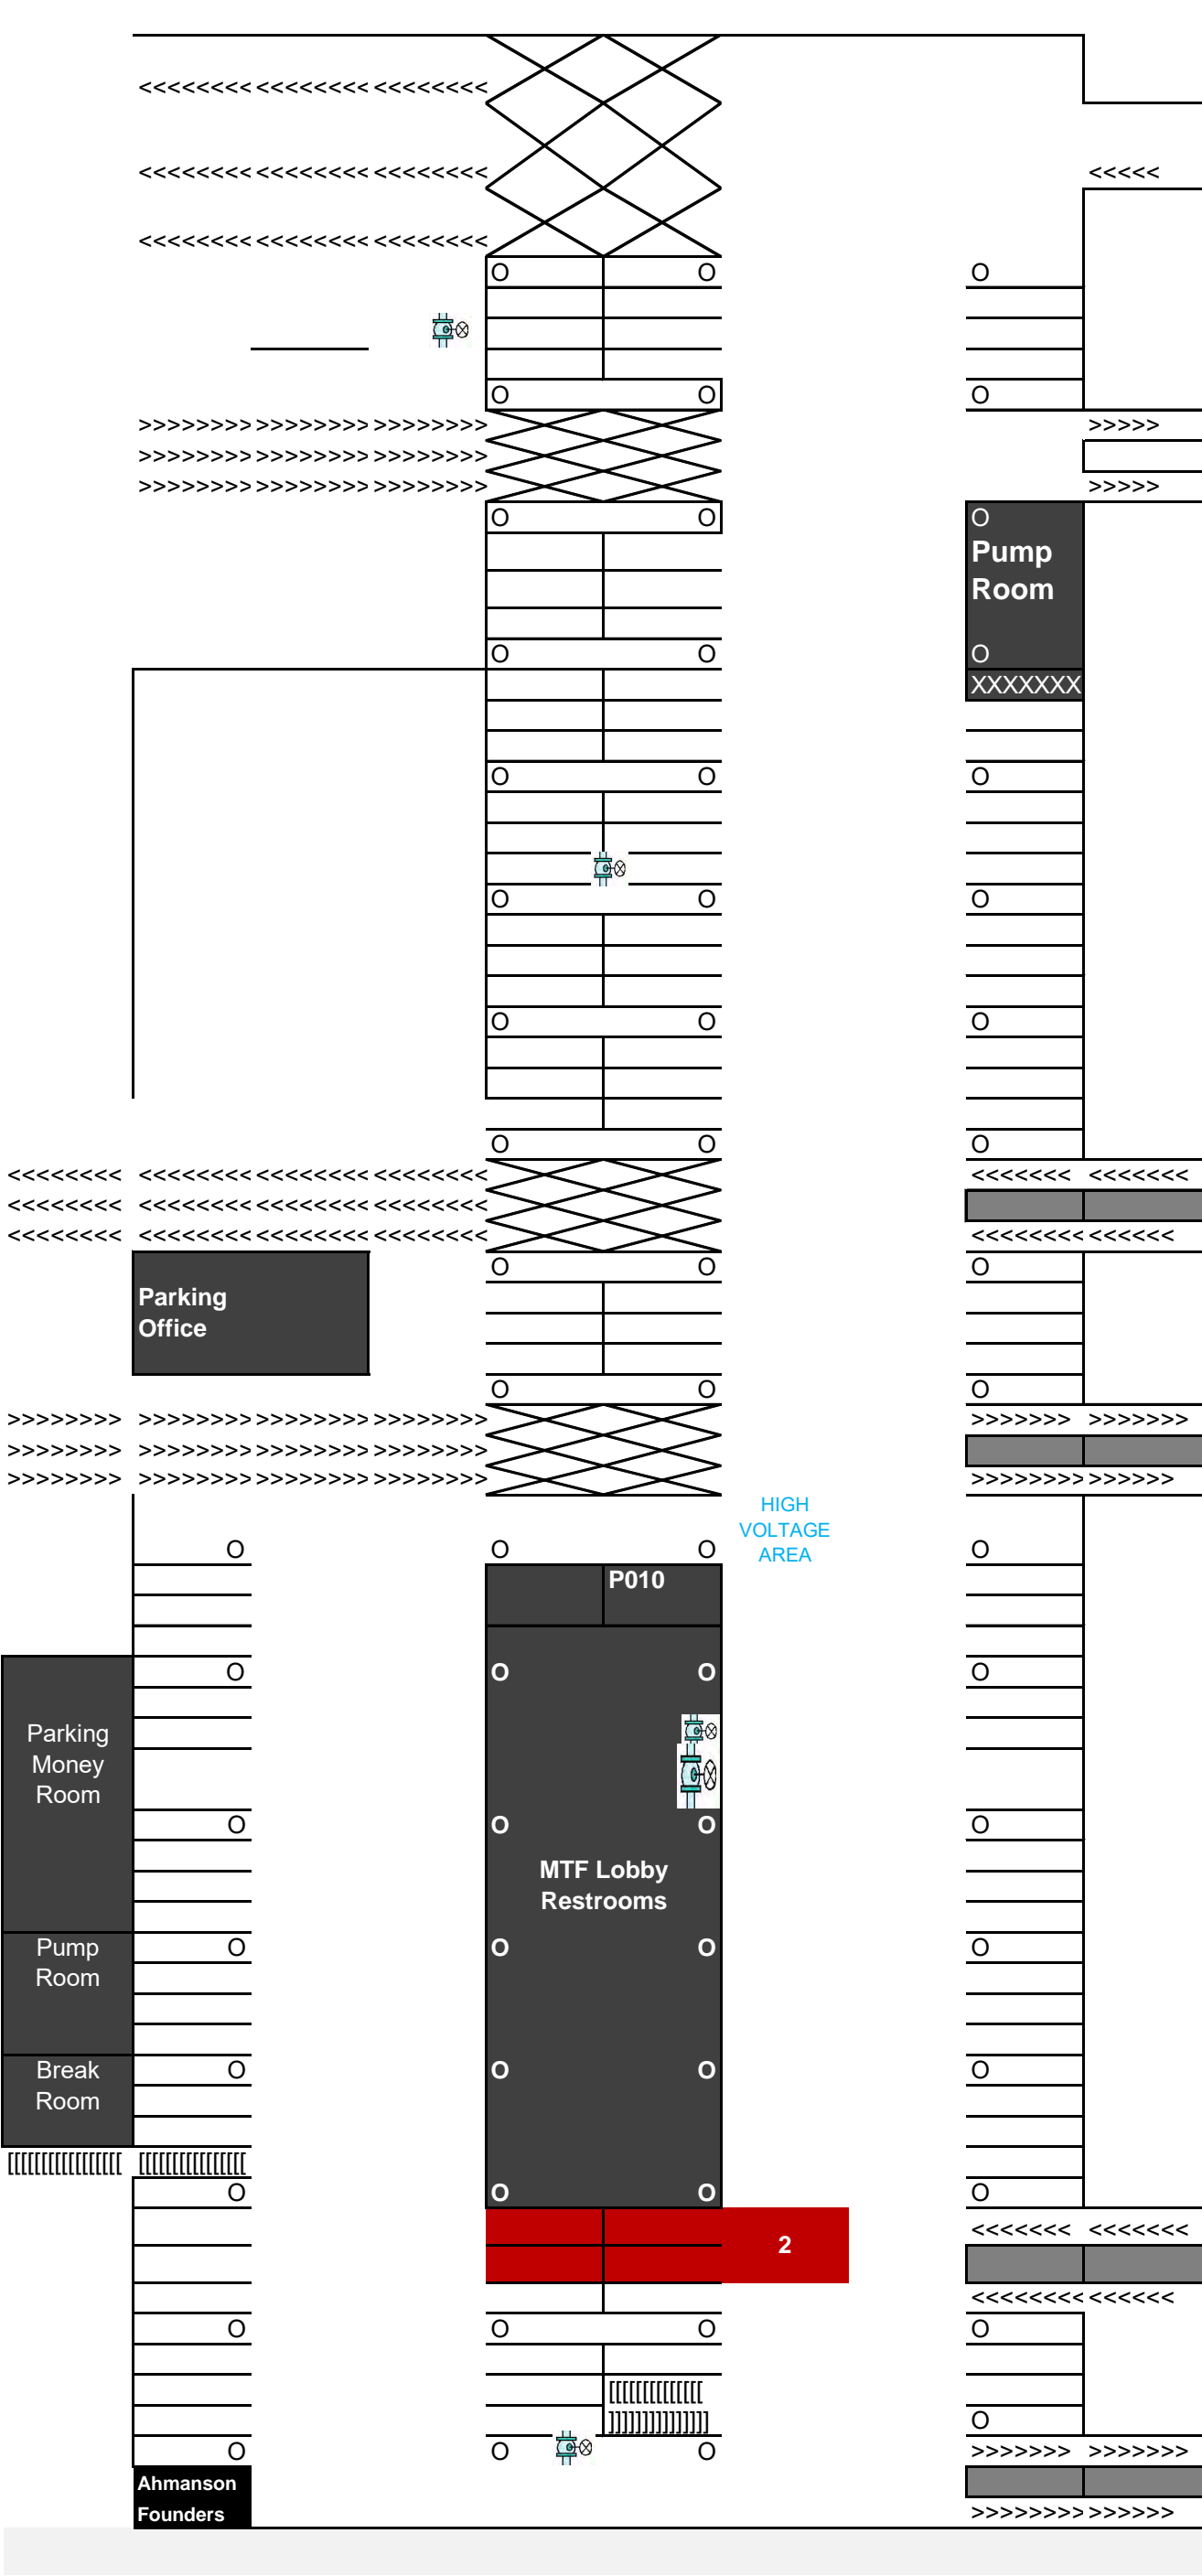 <<<<<<<< <<<<<<<< <<<<<<<<
<<<<<<<< <<<<<<<< <<<<<<<< <<<<<
<<<<<<<< <<<<<<<< <<<<<<<<
O O O
O O O
>>>>>>>> >>>>>>>> >>>>>>>> >>>>>
>>>>>>>> >>>>>>>> >>>>>>>>
>>>>>>>> >>>>>>>> >>>>>>>> >>>>>
O O O
Pump
Room
O O O
XXXXXXX
O O O
O O O
O O O
O O O
<<<<<<<< <<<<<<<< <<<<<<<< <<<<<<<< <<<<<<< <<<<<<<
<<<<<<<< <<<<<<<< <<<<<<<< <<<<<<<<
<<<<<<<< <<<<<<<< <<<<<<<< <<<<<<<< <<<<<<<< <<<<<<
O O O
Parking
Office
O O O
>>>>>>>> >>>>>>>> >>>>>>>> >>>>>>>> >>>>>>> >>>>>>>
>>>>>>>> >>>>>>>> >>>>>>>> >>>>>>>>
>>>>>>>> >>>>>>>> >>>>>>>> >>>>>>>> >>>>>>>> >>>>>>
HIGH
VOLTAGE
AREA
O O O O
P010
O O O O
Parking
Money
Room
O O O O
MTF Lobby
Restrooms
Pump
Room
O O O O
Break
Room
O O O O
[[[[[[[[[[[[[[[[[ [[[[[[[[[[[[[[[[
O O O O
<<<<<<< <<<<<<<
2
<<<<<<<< <<<<<<
O O O O
[[[[[[[[[[[[[[
]]]]]]]]]]]]]]] O
O O O >>>>>>> >>>>>>>
Ahmanson
Founders
>>>>>>>> >>>>>>